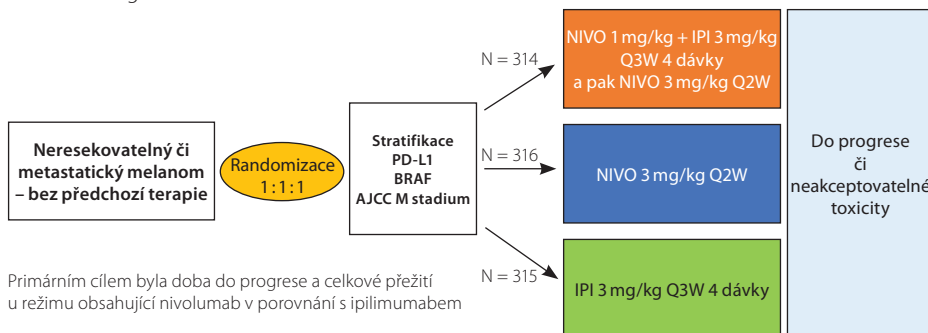 Neresekovatelný či
metastatický melanom
– bez předchozí terapie
Randomizace
1 : 1 : 1
Stratifikace
PD-L1
BRAF
AJCC M stadium
N = 314
NIVO 1 mg/kg + IPI 3 mg/kg
Q3W 4 dávky
a pak NIVO 3 mg/kg Q2W
N = 316
NIVO 3 mg/kg Q2W
N = 315
IPI 3 mg/kg Q3W 4 dávky
Do progrese
či
neakceptovatelné
toxicity
Primárním cílem byla doba do progrese a celkové přežití
u režimu obsahující nivolumab v porovnání s ipilimumabem